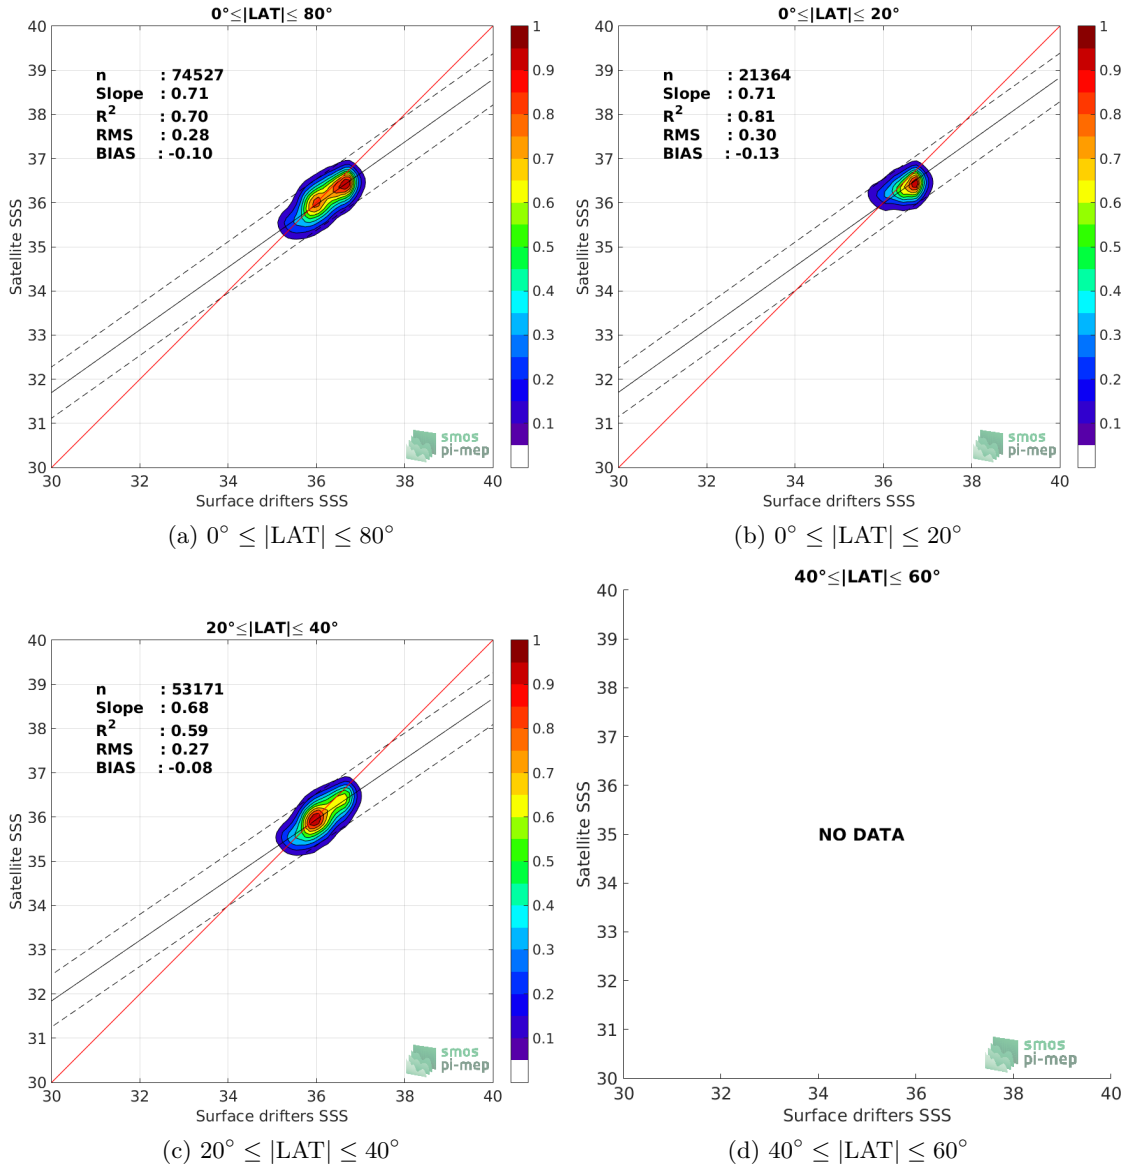 0°≤|LAT|≤ 80°
40
39
38
37
36
35
34
33
32
31
30
Satellite SSS
n : 74527
Slope : 0.71
R² : 0.70
RMS : 0.28
BIAS : -0.10
smos
pi-mep
30 32 34 36 38 40
Surface drifters SSS
1
0.9
0.8
0.7
0.6
0.5
0.4
0.3
0.2
0.1
(a) 0° ≤ |LAT| ≤ 80°
0°≤|LAT|≤ 20°
40
39
38
37
36
35
34
33
32
31
30
Satellite SSS
n : 21364
Slope : 0.71
R² : 0.81
RMS : 0.30
BIAS : -0.13
smos
pi-mep
30 32 34 36 38 40
Surface drifters SSS
1
0.9
0.8
0.7
0.6
0.5
0.4
0.3
0.2
0.1
(b) 0° ≤ |LAT| ≤ 20°
20°≤|LAT|≤ 40°
40
39
38
37
36
35
34
33
32
31
30
Satellite SSS
n : 53171
Slope : 0.68
R² : 0.59
RMS : 0.27
BIAS : -0.08
smos
pi-mep
30 32 34 36 38 40
Surface drifters SSS
1
0.9
0.8
0.7
0.6
0.5
0.4
0.3
0.2
0.1
(c) 20° ≤ |LAT| ≤ 40°
40°≤|LAT|≤ 60°
40
39
38
37
36
35
34
33
32
31
30
Satellite SSS
NO DATA
smos
pi-mep
30 32 34 36 38 40
Surface drifters SSS
(d) 40° ≤ |LAT| ≤ 60°